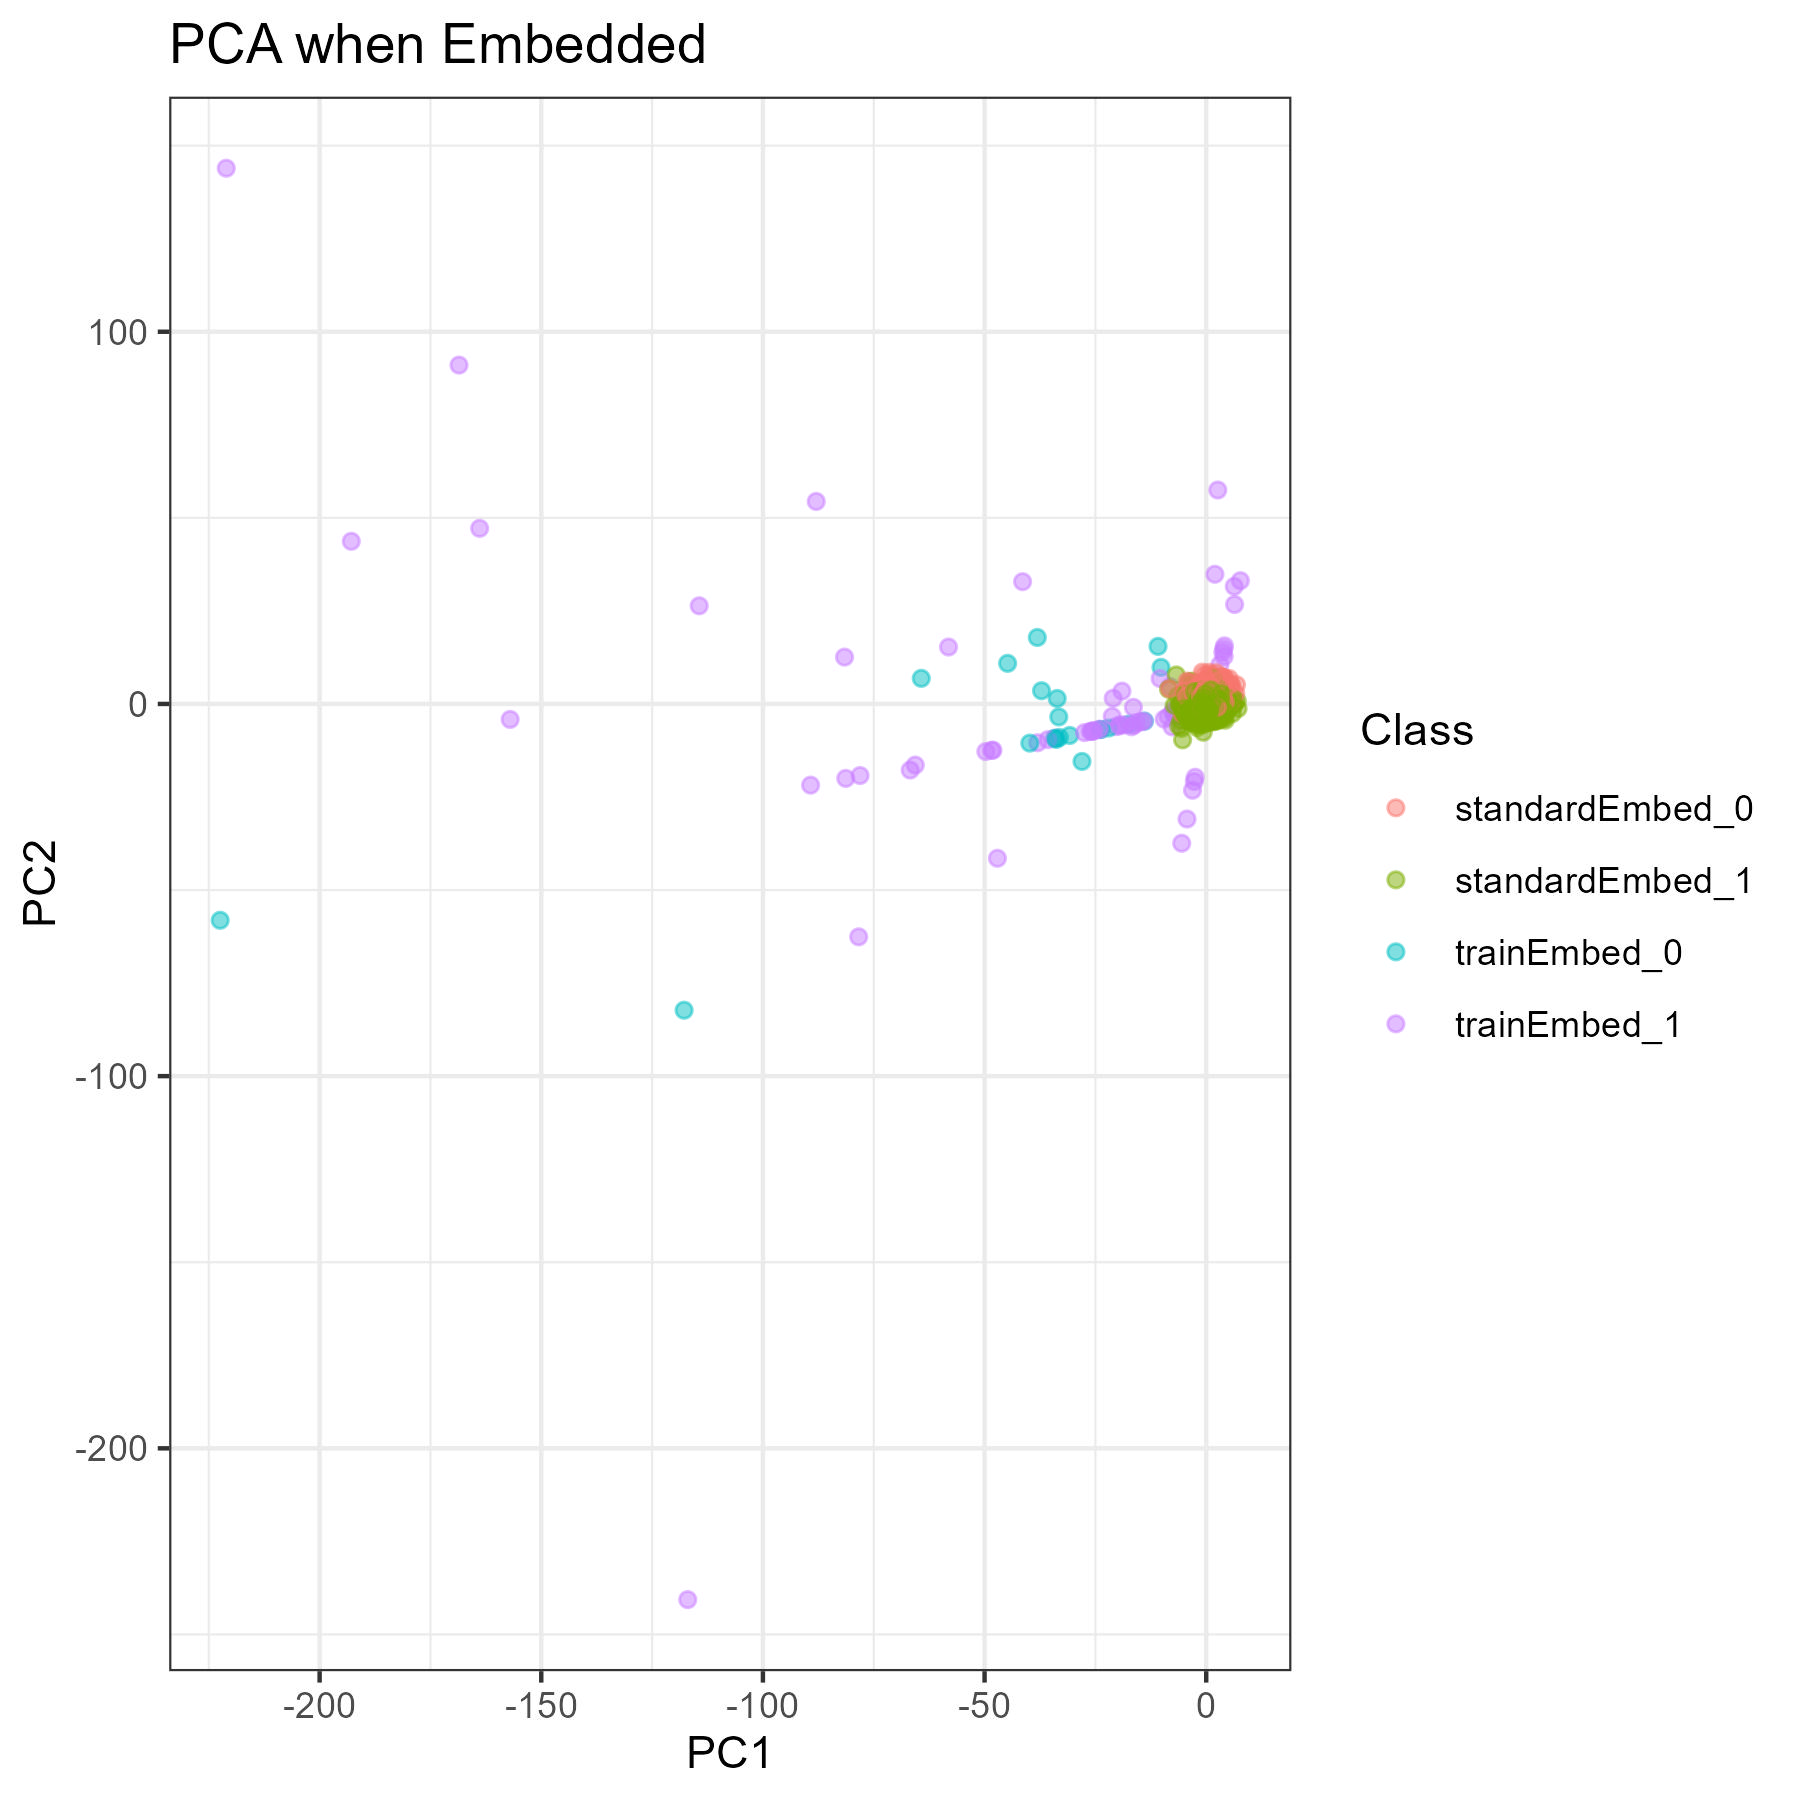 PCA when Embedded
100
0
-100
-200
PC2
-200 -150 -100 -50 0
PC1
Class
standardEmbed_0
standardEmbed_1
trainEmbed_0
trainEmbed_1